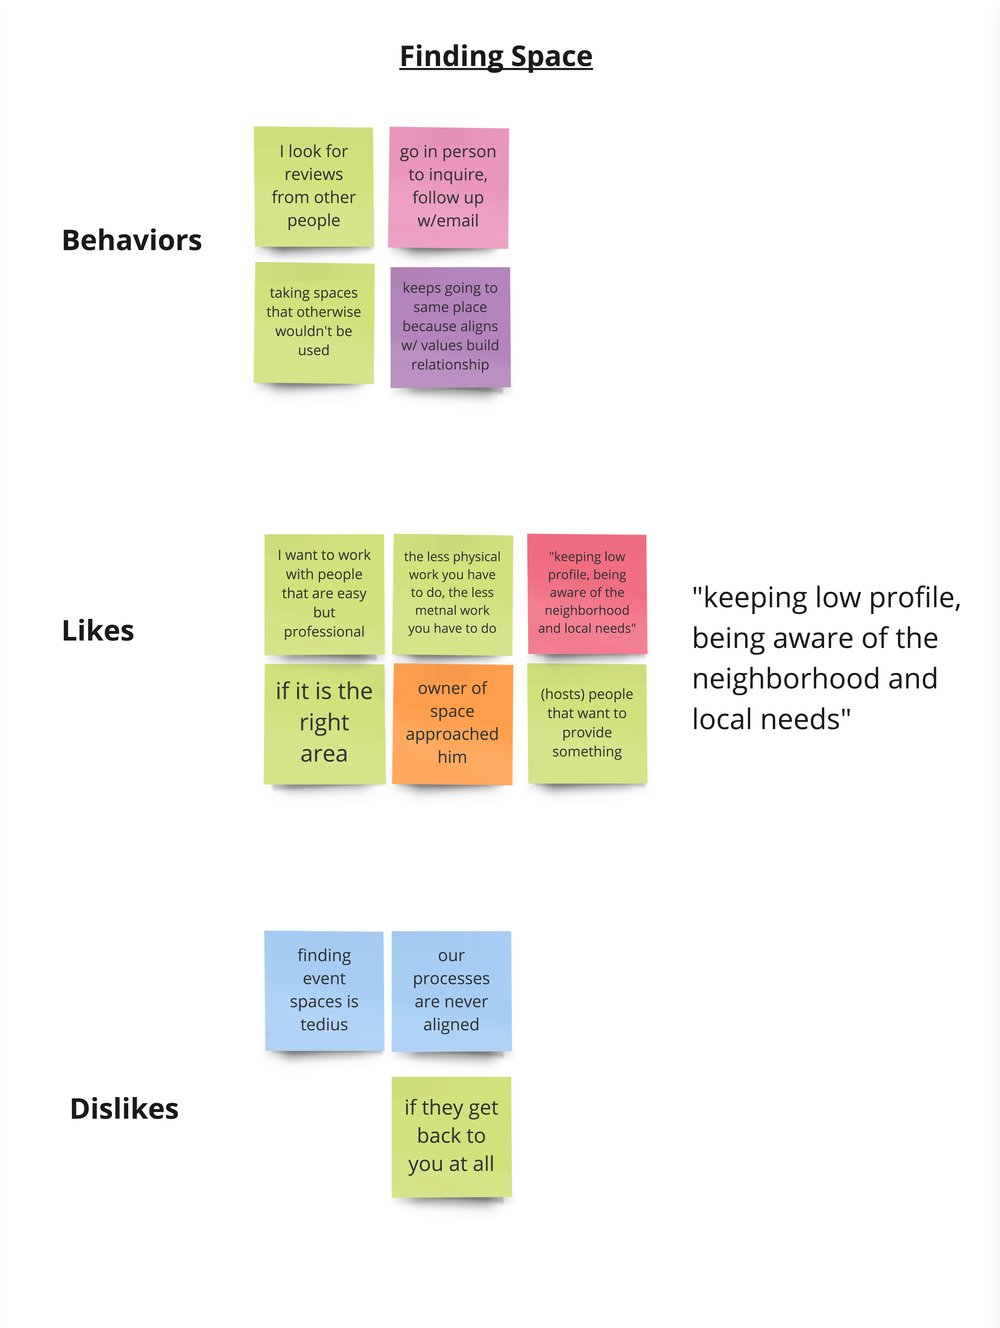 Finding Space
Behaviors
I look for
reviews
from other
people
go in person
to inquire,
follow up
w/email
taking spaces
that otherwise
wouldn't be
used
keeps going to
same place
because aligns
w/ values build
relationship
Likes
I want to work
with people
that are easy
but
professional
the less physical
work you have
to do, the less
metnal work
you have to do
"keeping low
profile, being
aware of the
neighborhood
and local needs"
if it is the
right
area
owner of
space
approached
him
(hosts) people
that want to
provide
something
"keeping low profile,
being aware of the
neighborhood and
local needs"
Dislikes
finding
event
spaces is
tedius
our
processes
are never
aligned
if they get
back to
you at all